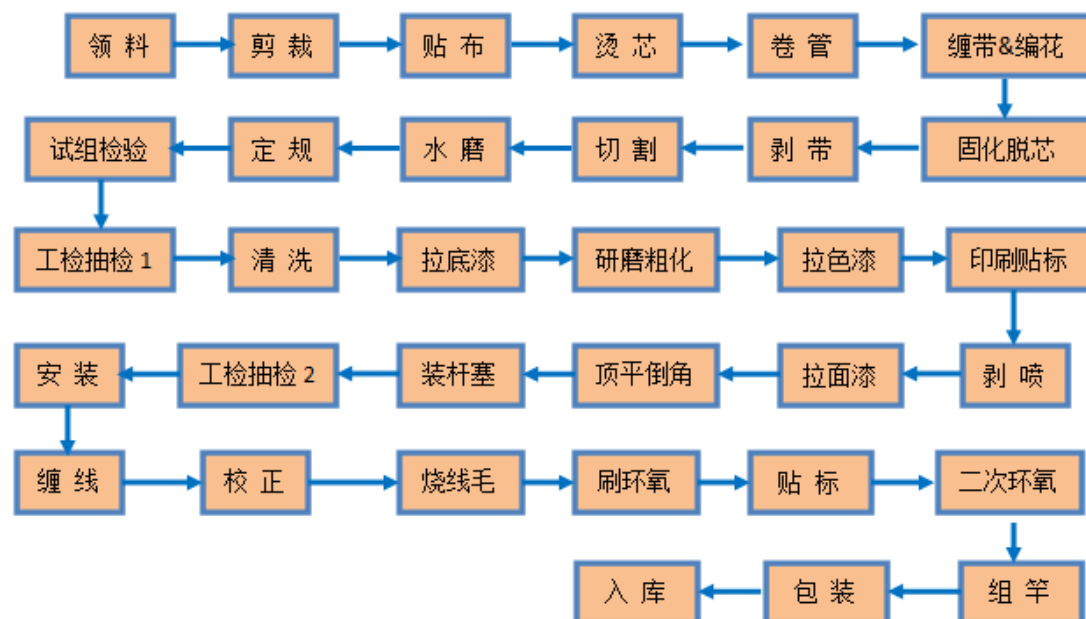 领 料 剪 裁 贴 布 烫 芯 卷 管 缠带&编花
试组检验 定 规 水 磨 切 割 剥 带 固化脱芯
工检抽检 1 清 洗 拉底漆 研磨粗化 拉色漆 印刷贴标
安 装 工检抽检 2 装杆塞 顶平倒角 拉面漆 剥 喷
缠 线 校 正 烧线毛 刷环氧 贴 标 二次环氧
入 库 包 装 组 竿